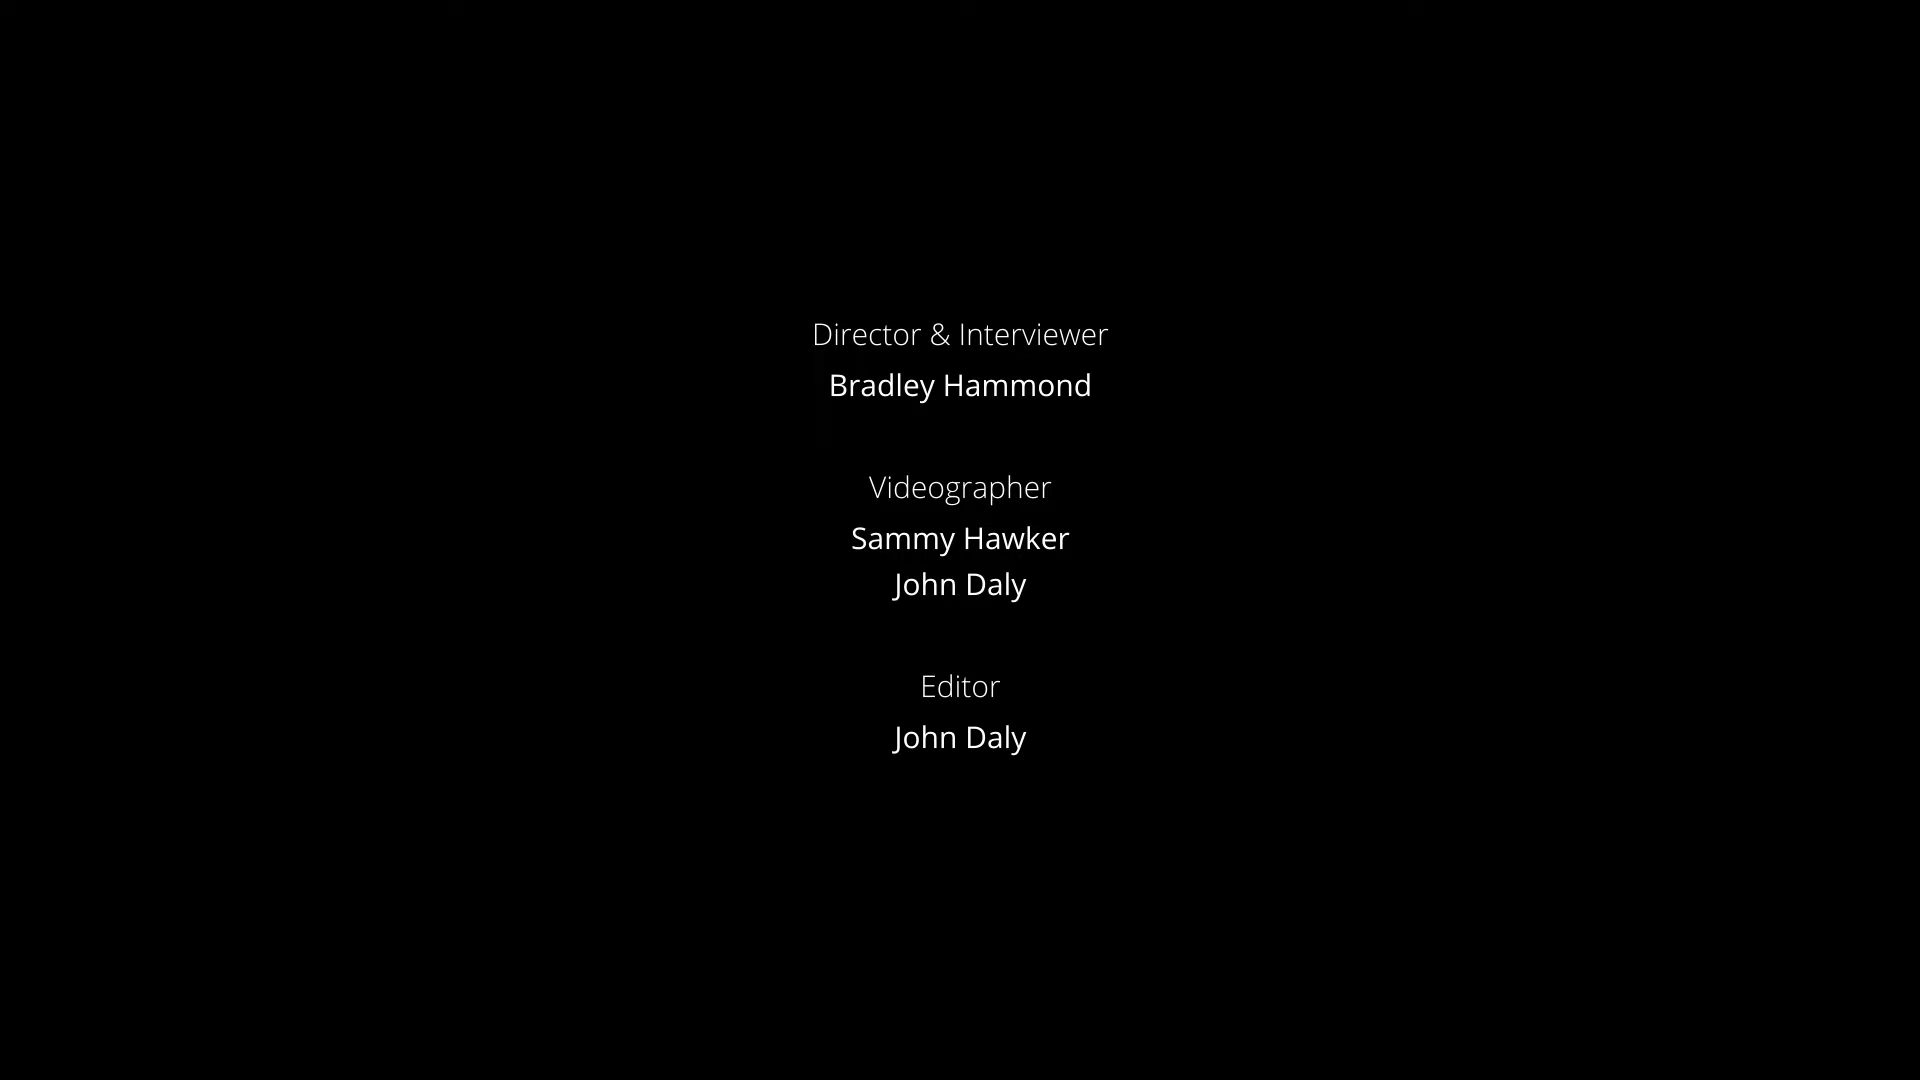 Director & Interviewer
Bradley Hammond
Videographer
Sammy Hawker
John Daly
Editor
John Daly